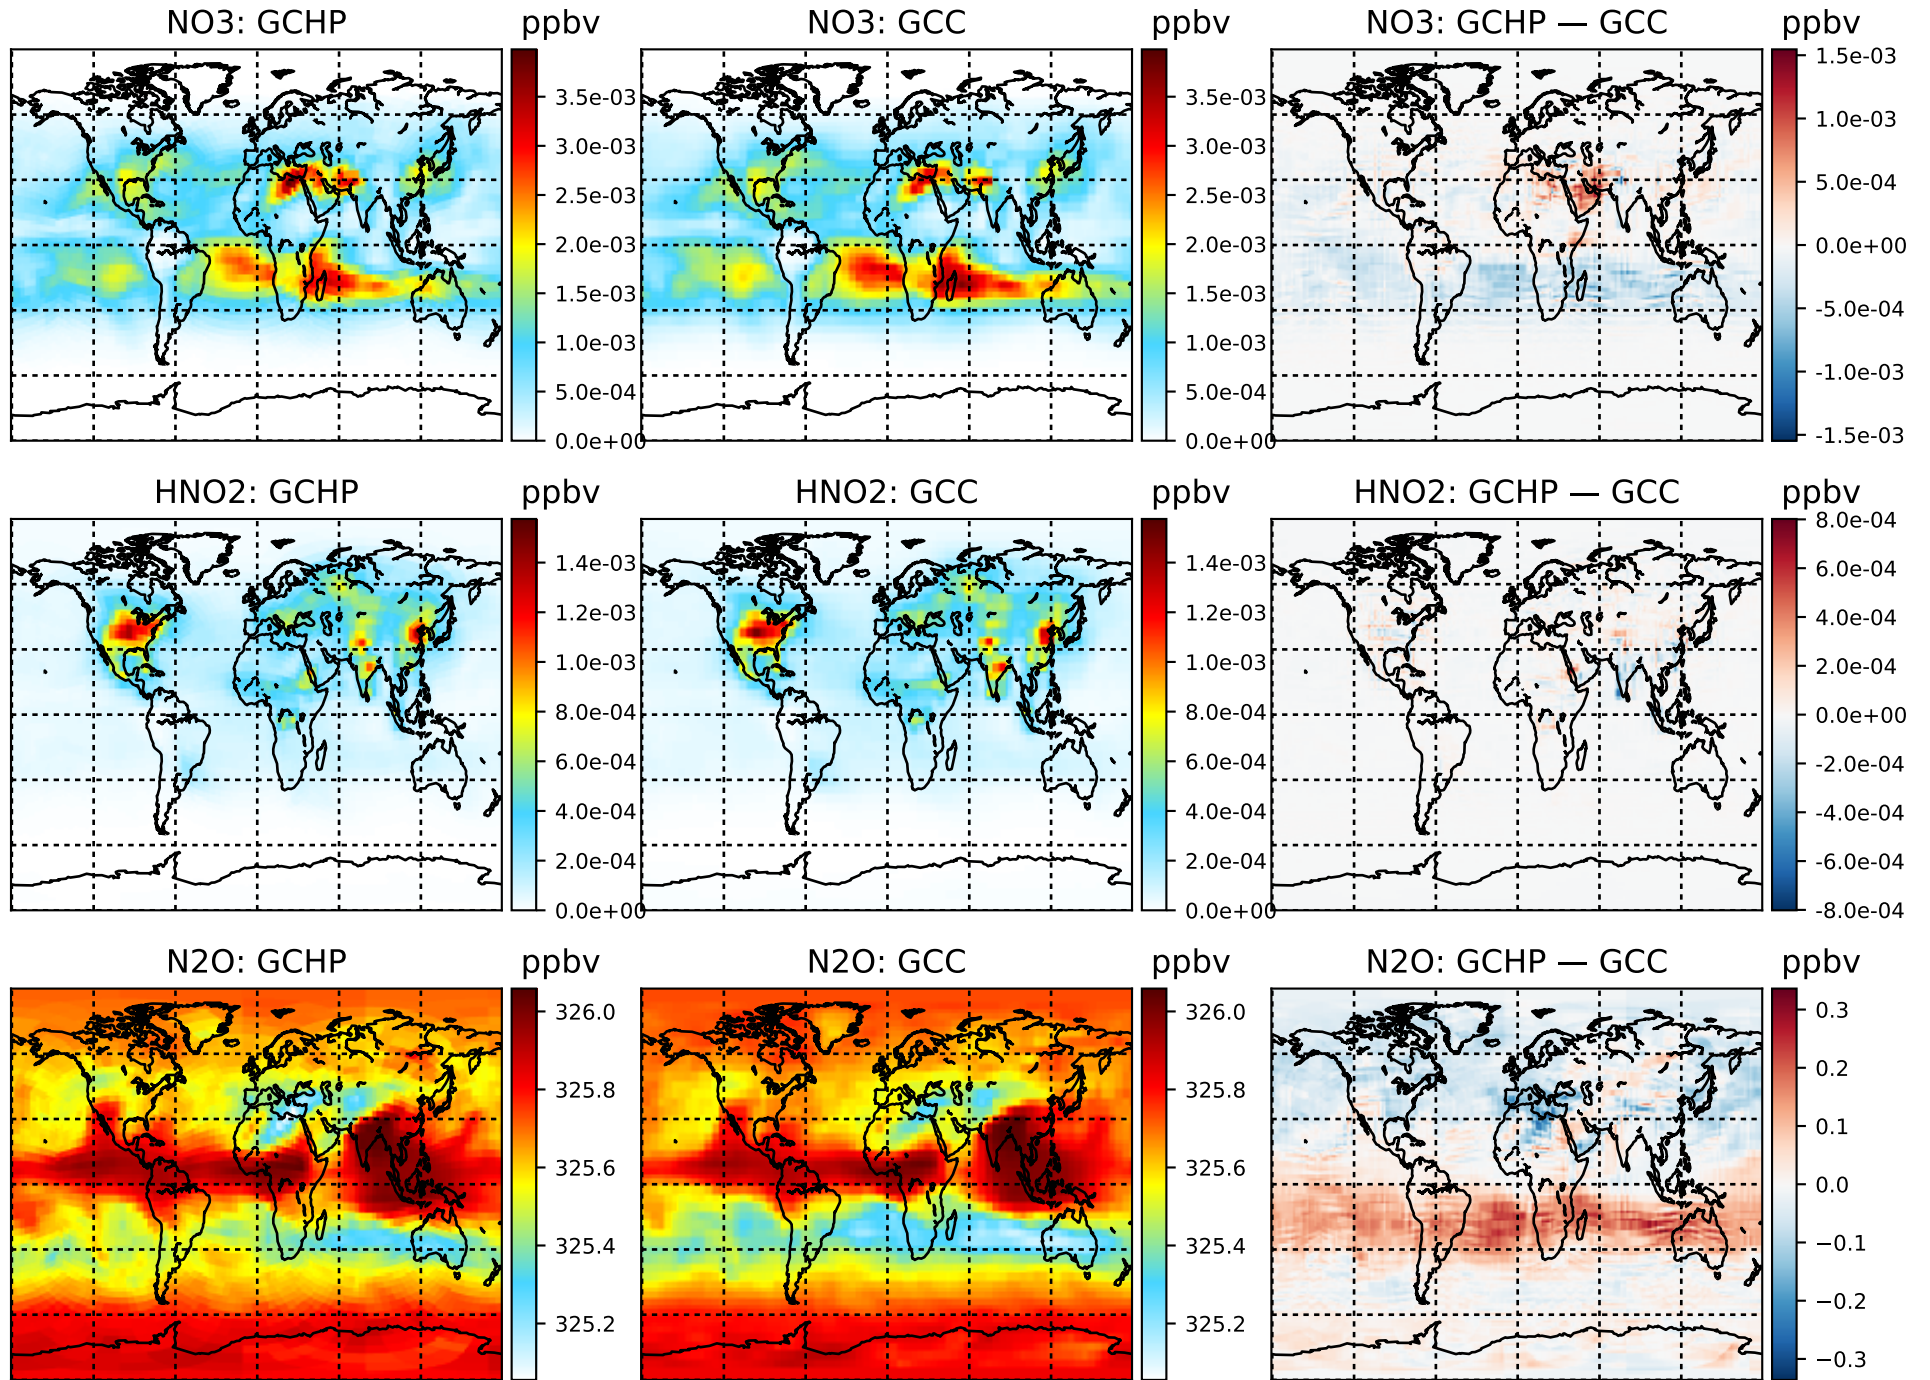 NO3: GCHP ppbv NO3: GCC ppbv NO3: GCHP — GCC ppbv
3.5e-03 3.5e-03 1.5e-03
3.0e-03 3.0e-03 1.0e-03
2.5e-03 2.5e-03 5.0e-04
2.0e-03 2.0e-03 0.0e+00
1.5e-03 1.5e-03 -5.0e-04
1.0e-03 1.0e-03 -1.0e-03
5.0e-04 5.0e-04 -1.5e-03
0.0e+00 0.0e+00
HNO2: GCHP ppbv HNO2: GCC ppbv HNO2: GCHP — GCC ppbv
1.4e-03 1.4e-03 8.0e-04
1.2e-03 1.2e-03 6.0e-04
1.0e-03 1.0e-03 4.0e-04
8.0e-04 8.0e-04 2.0e-04
6.0e-04 6.0e-04 0.0e+00
4.0e-04 4.0e-04 -2.0e-04
2.0e-04 2.0e-04 -4.0e-04
0.0e+00 0.0e+00 -6.0e-04
-8.0e-04
N2O: GCHP ppbv N2O: GCC ppbv N2O: GCHP — GCC ppbv
326.0 326.0 0.3
325.8 325.8 0.2
325.6 325.6 0.1
325.4 325.4 0.0
325.2 325.2 −0.1
−0.2
−0.3